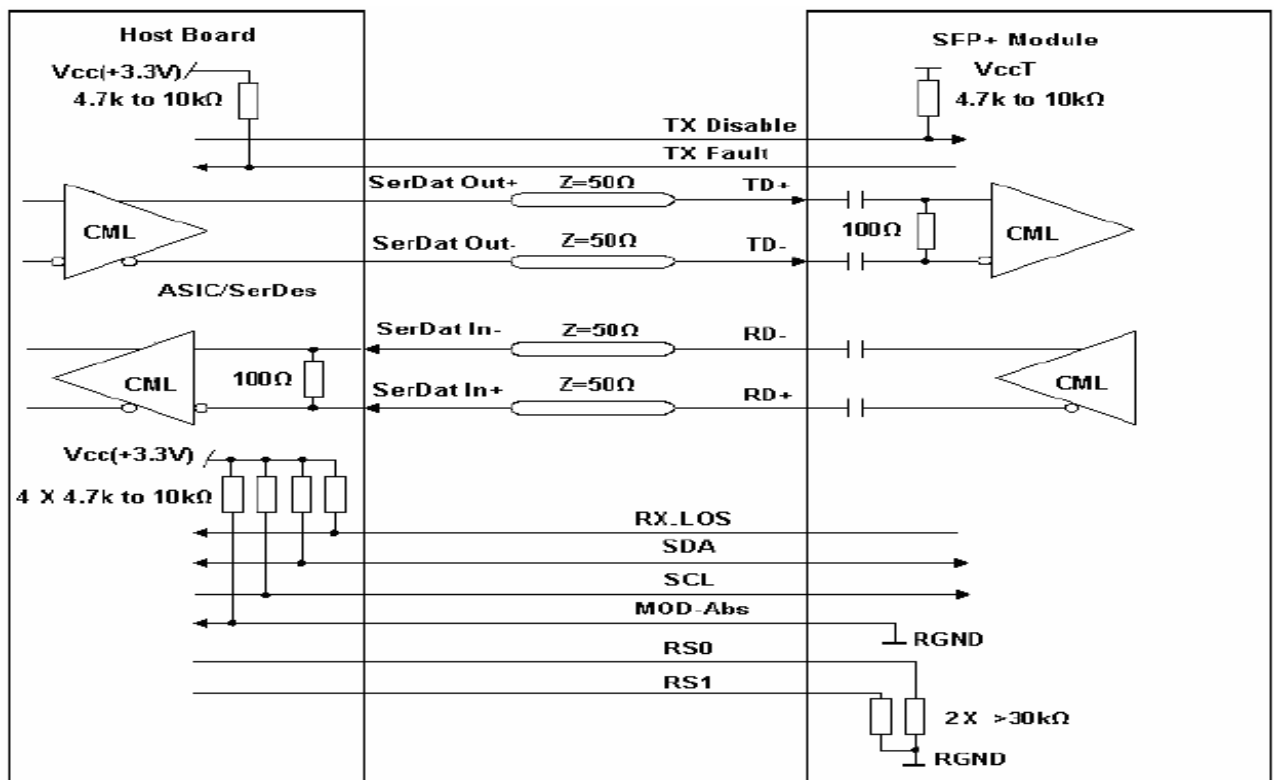 Host Board
SFP+ Module
Vcc(+3.3V)
4.7k to 10kΩ
VccT
4.7k to 10kΩ
TX Disable
TX Fault
SerDat Out+
Z=50Ω
TD+
CML
SerDat Out-
Z=50Ω
TD-
100Ω
CML
ASIC/SerDes
SerDat In-
Z=50Ω
RD-
CML
100Ω
SerDat In+
Z=50Ω
RD+
CML
Vcc(+3.3V)
4 X 4.7k to 10kΩ
RX_LOS
SDA
SCL
MOD-Abs
RGND
RS0
RS1
2X >30kΩ
RGND